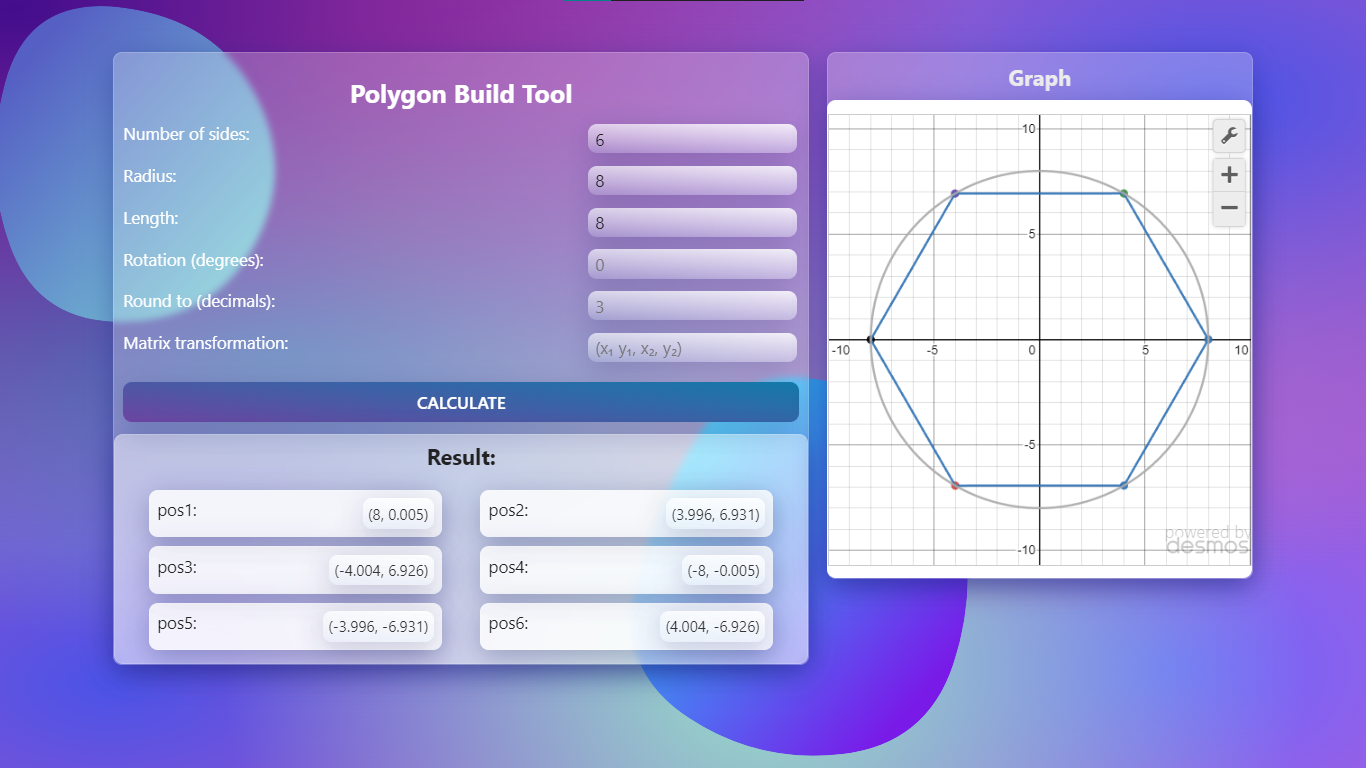 Polygon Build Tool
Number of sides:
6
Radius:
8
Length:
8
Rotation (degrees):
0
Round to (decimals):
3
Matrix transformation:
(x₁ y₁, x₂, y₂)
CALCULATE
Result:
pos1: (8, 0.005)
pos2: (3.996, 6.931)
pos3: (-4.004, 6.926)
pos4: (-8, -0.005)
pos5: (-3.996, -6.931)
pos6: (4.004, -6.926)
Graph
10
5
-10 -5 0 5 10
-5
-10
powered by
desmos